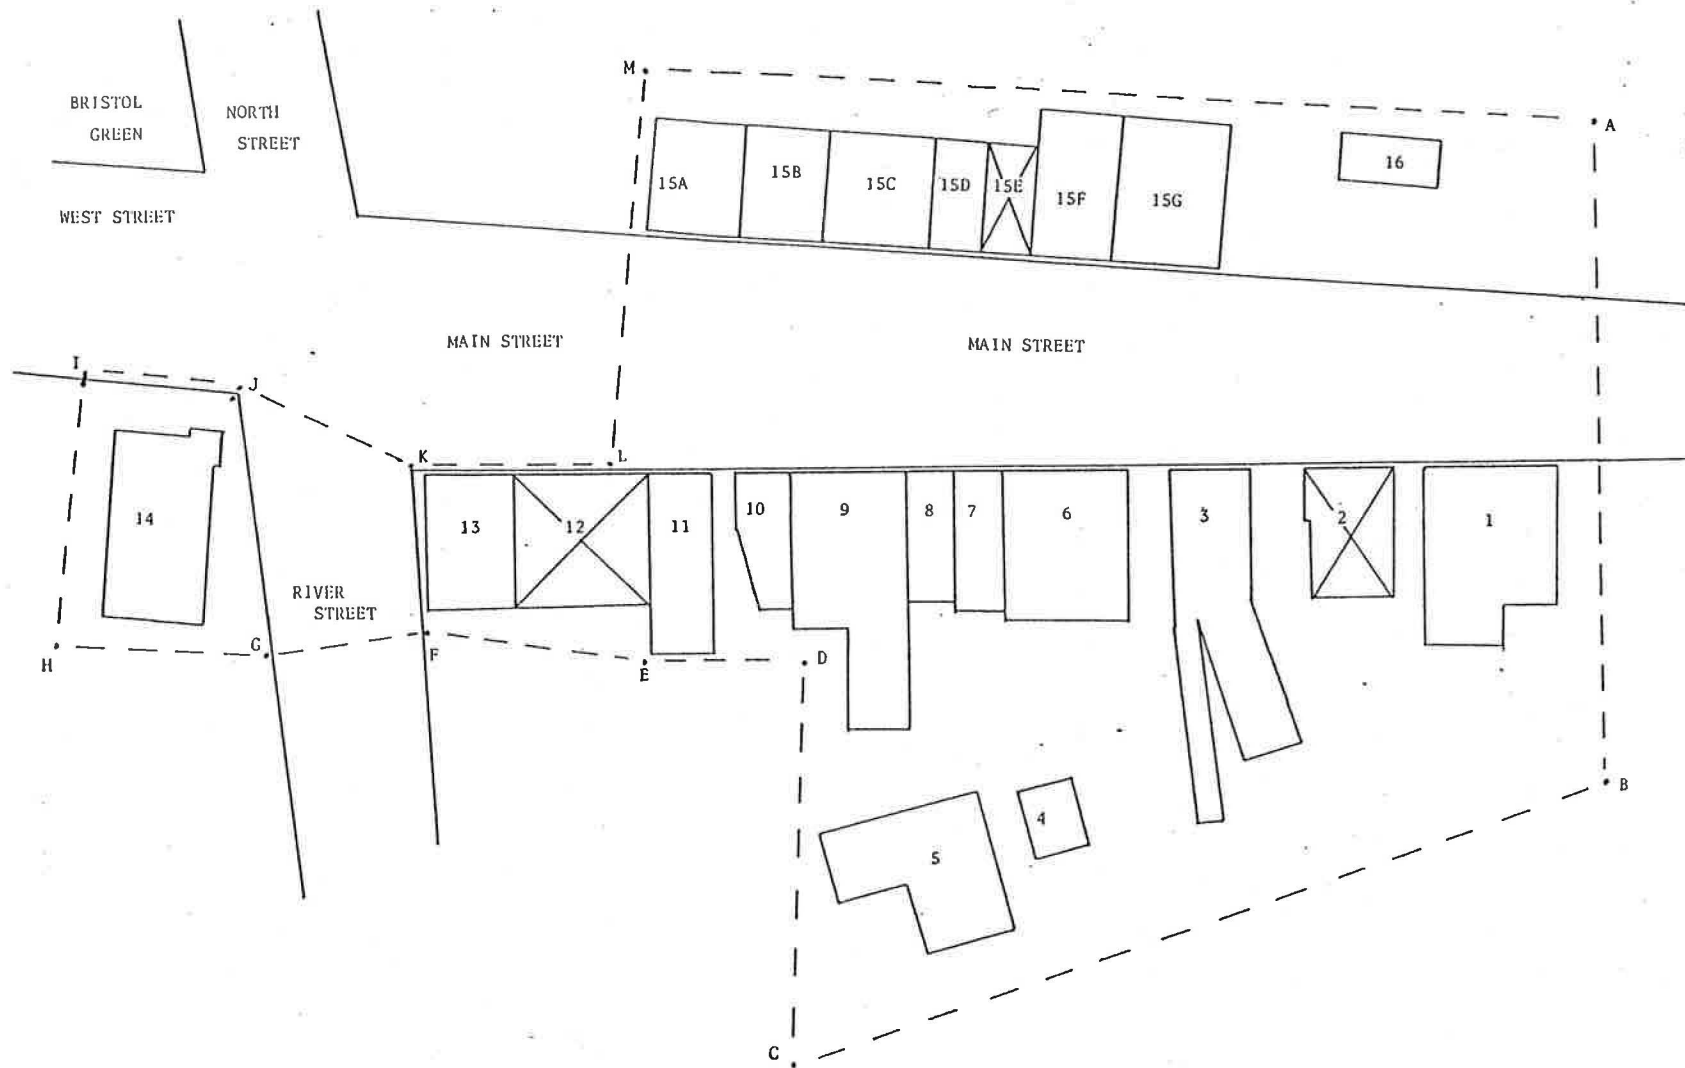 M
BRISTOL
GREEN
NORTH
STREET
A
16
15A
15B
15C
15D
15E
15F
15G
WEST STREET
MAIN STREET
MAIN STREET
I
J
K
L
14
13
12
11
10
9
8
7
6
3
2
1
RIVER
STREET
H
G
F
E
D
B
4
5
C